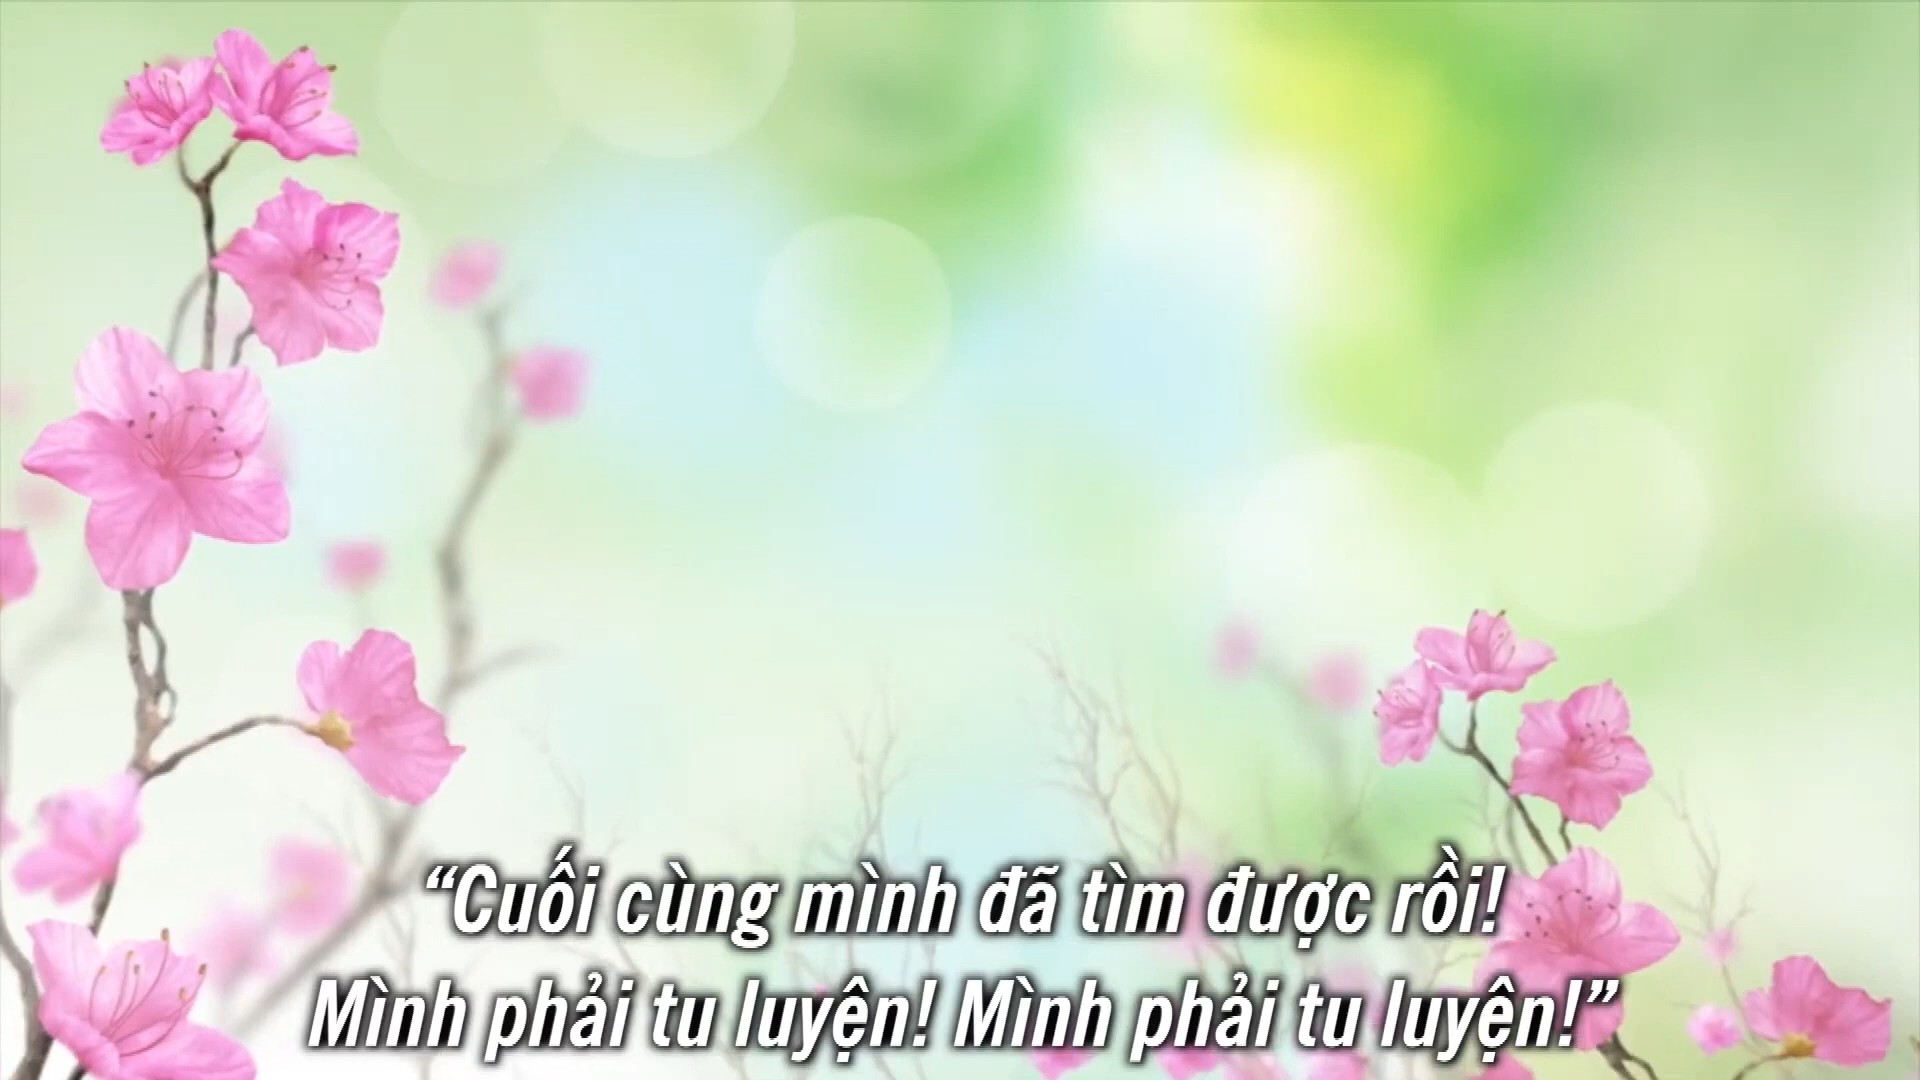 “Cuối cùng mình đã tìm được rồi!
Mình phải tu luyện! Mình phải tu luyện!”